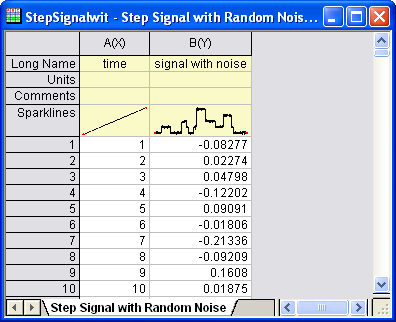 StepSignalwit - Step Signal with Random Nois...
A(X) B(Y)
Long Name time signal with noise
Units
Comments
Sparklines
1 1 -0.08277
2 2 0.02274
3 3 0.04798
4 4 -0.12202
5 5 0.09091
6 6 -0.01806
7 7 -0.21336
8 8 -0.09209
9 9 0.1608
10 10 0.01875
Step Signal with Random Noise